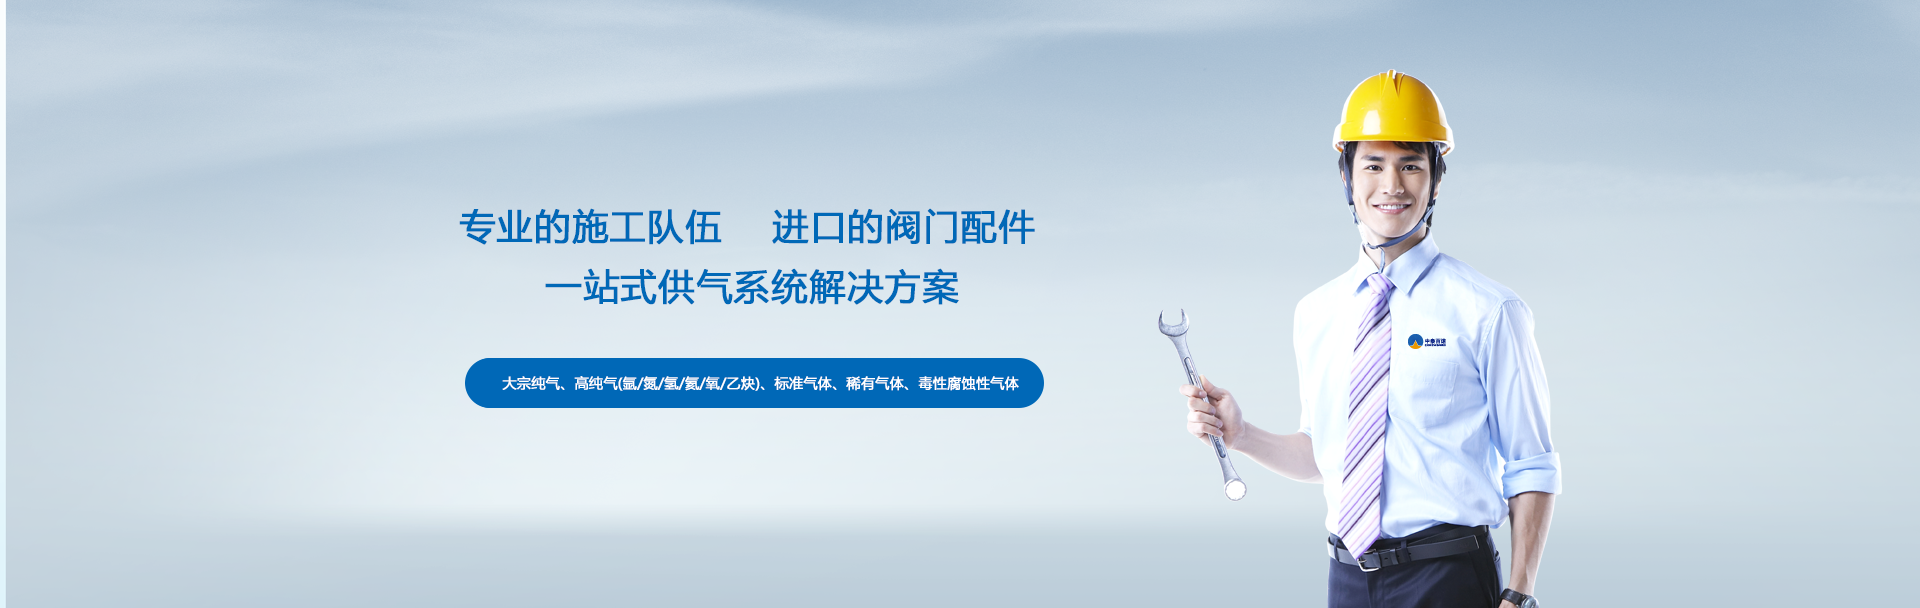 专业的施工队伍 进口的阀门配件
一站式供气系统解决方案
大宗纯气、高纯气(氩/氮/氢/氦/氧/乙炔)、标准气体、稀有气体、毒性腐蚀性气体